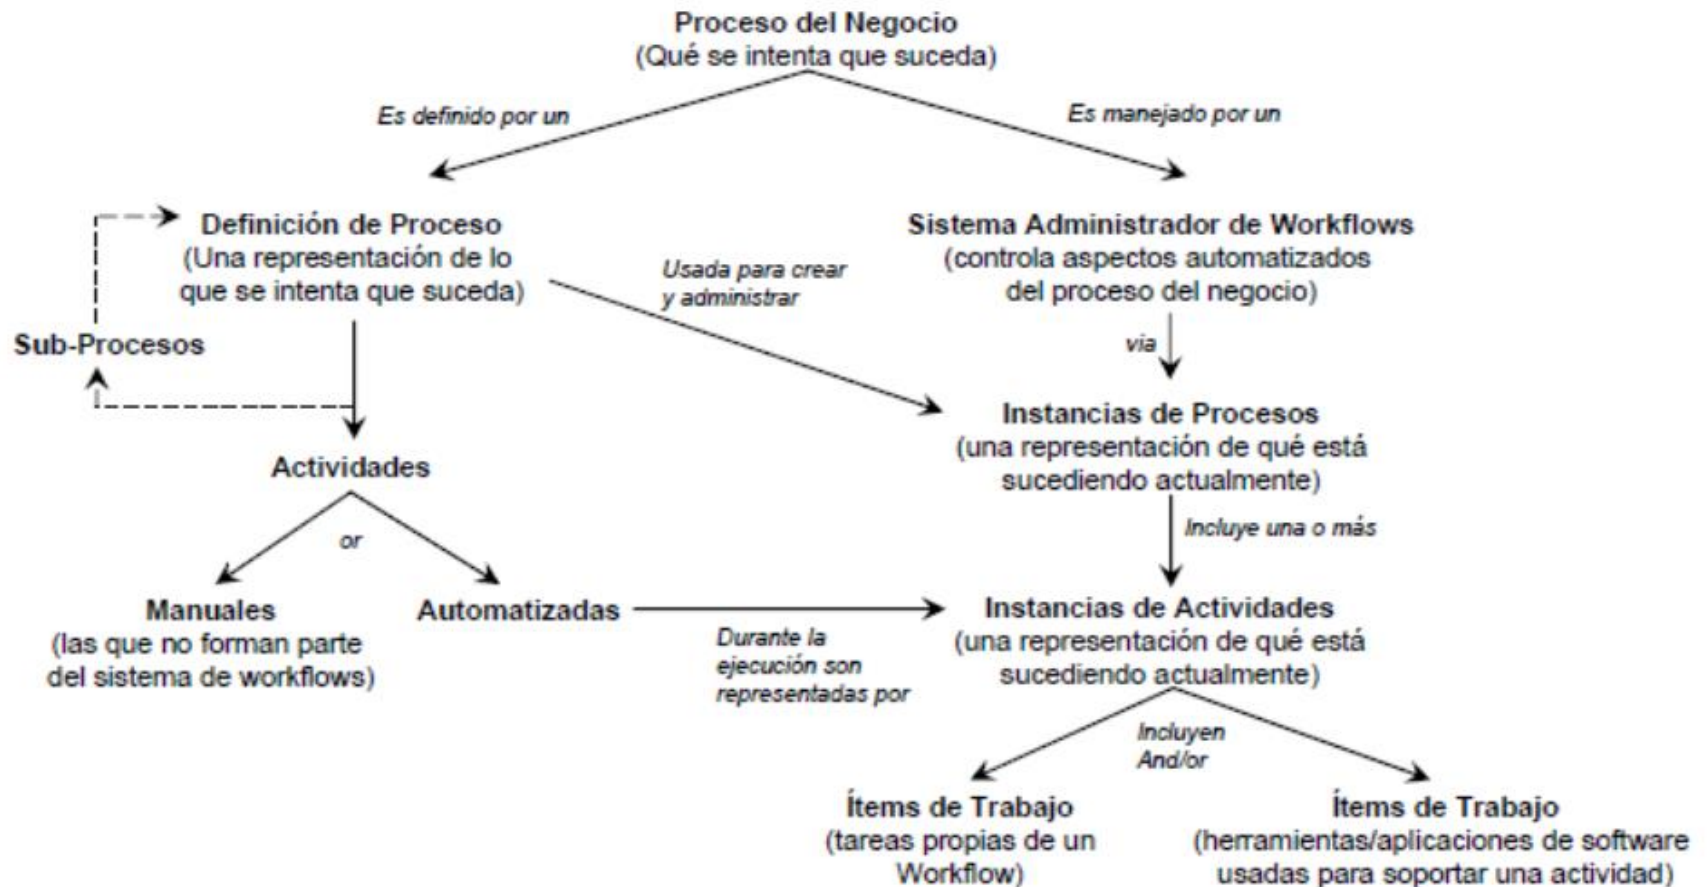 Proceso del Negocio
(Qué se intenta que suceda)
Es definido por un
Es manejado por un
Definición de Proceso
(Una representación de lo
que se intenta que suceda)
Sistema Administrador de Workflows
(controla aspectos automatizados
del proceso del negocio)
Usada para crear
y administrar
Sub-Procesos
via
Instancias de Procesos
(una representación de qué está
sucediendo actualmente)
Actividades
or
Incluye una o más
Manuales
(las que no forman parte
del sistema de workflows)
Automatizadas
Durante la
ejecución son
representadas por
Instancias de Actividades
(una representación de qué está
sucediendo actualmente)
Incluyen
And/or
Ítems de Trabajo
(tareas propias de un
Workflow)
Ítems de Trabajo
(herramientas/aplicaciones de software
usadas para soportar una actividad)